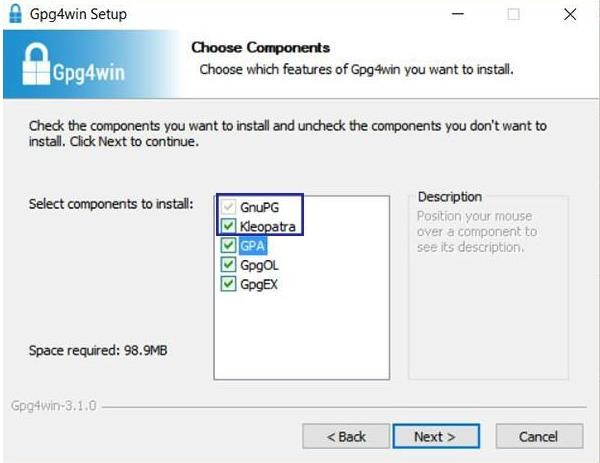 Gpg4win Setup
Gpg4win
Choose Components
Choose which features of Gpg4win you want to install.
Check the components you want to install and uncheck the components you don't want to
install. Click Next to continue.
Select components to install:
GnuPG
Kleopatra
GPA
GpgOL
GpgEX
Description
Position your mouse
over a component to
see its description.
Space required: 98.9MB
Gpg4win-3.1.0
< Back
Next >
Cancel